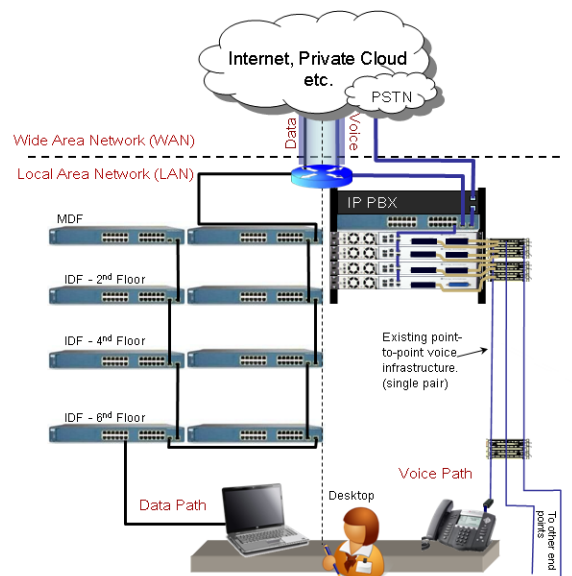 Internet, Private Cloud
etc.
PSTN
Data
Voice
Wide Area Network (WAN)
Local Area Network (LAN)
IP PBX
MDF
IDF - 2nd Floor
IDF - 4nd Floor
IDF - 6nd Floor
Existing point-
to-point voice
infrastructure.
(single pair)
Voice Path
Data Path
Desktop
To other end
points